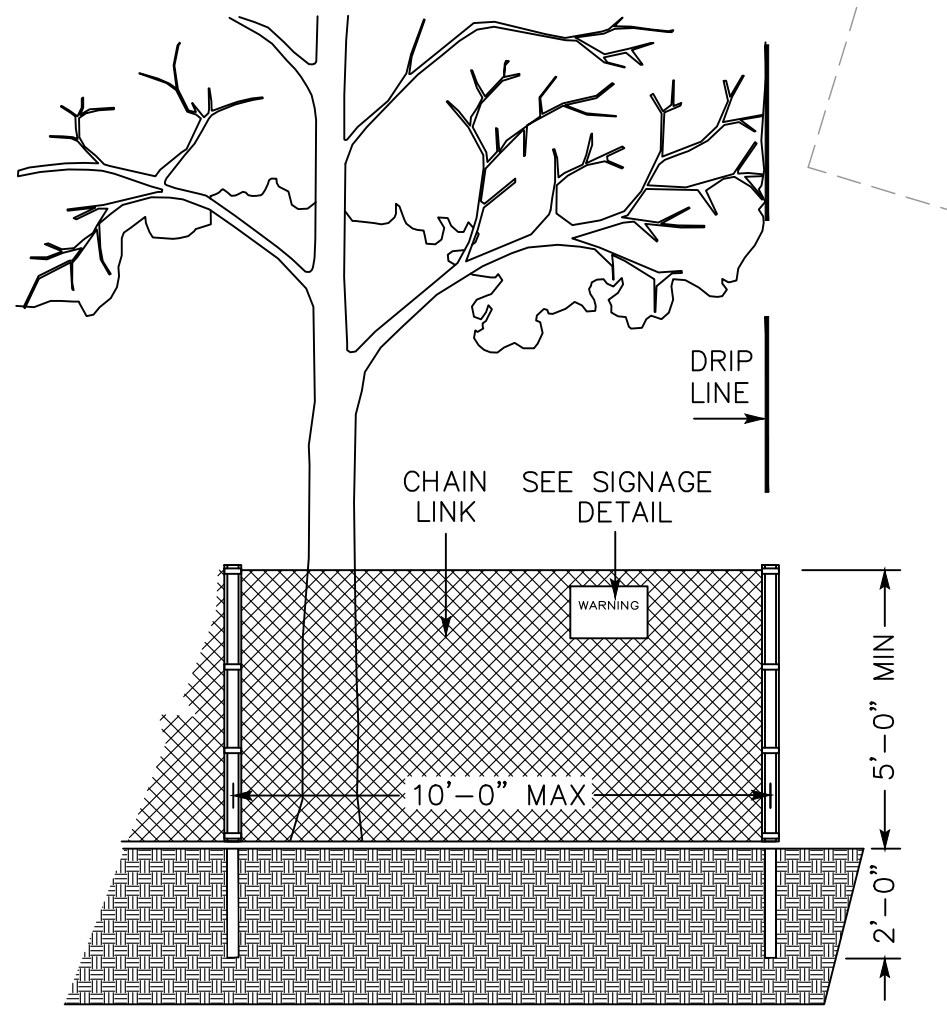 DRIP
LINE
CHAIN
LINK
SEE SIGNAGE
DETAIL
WARNING
5'-0" MIN
10'-0" MAX
2'-0"